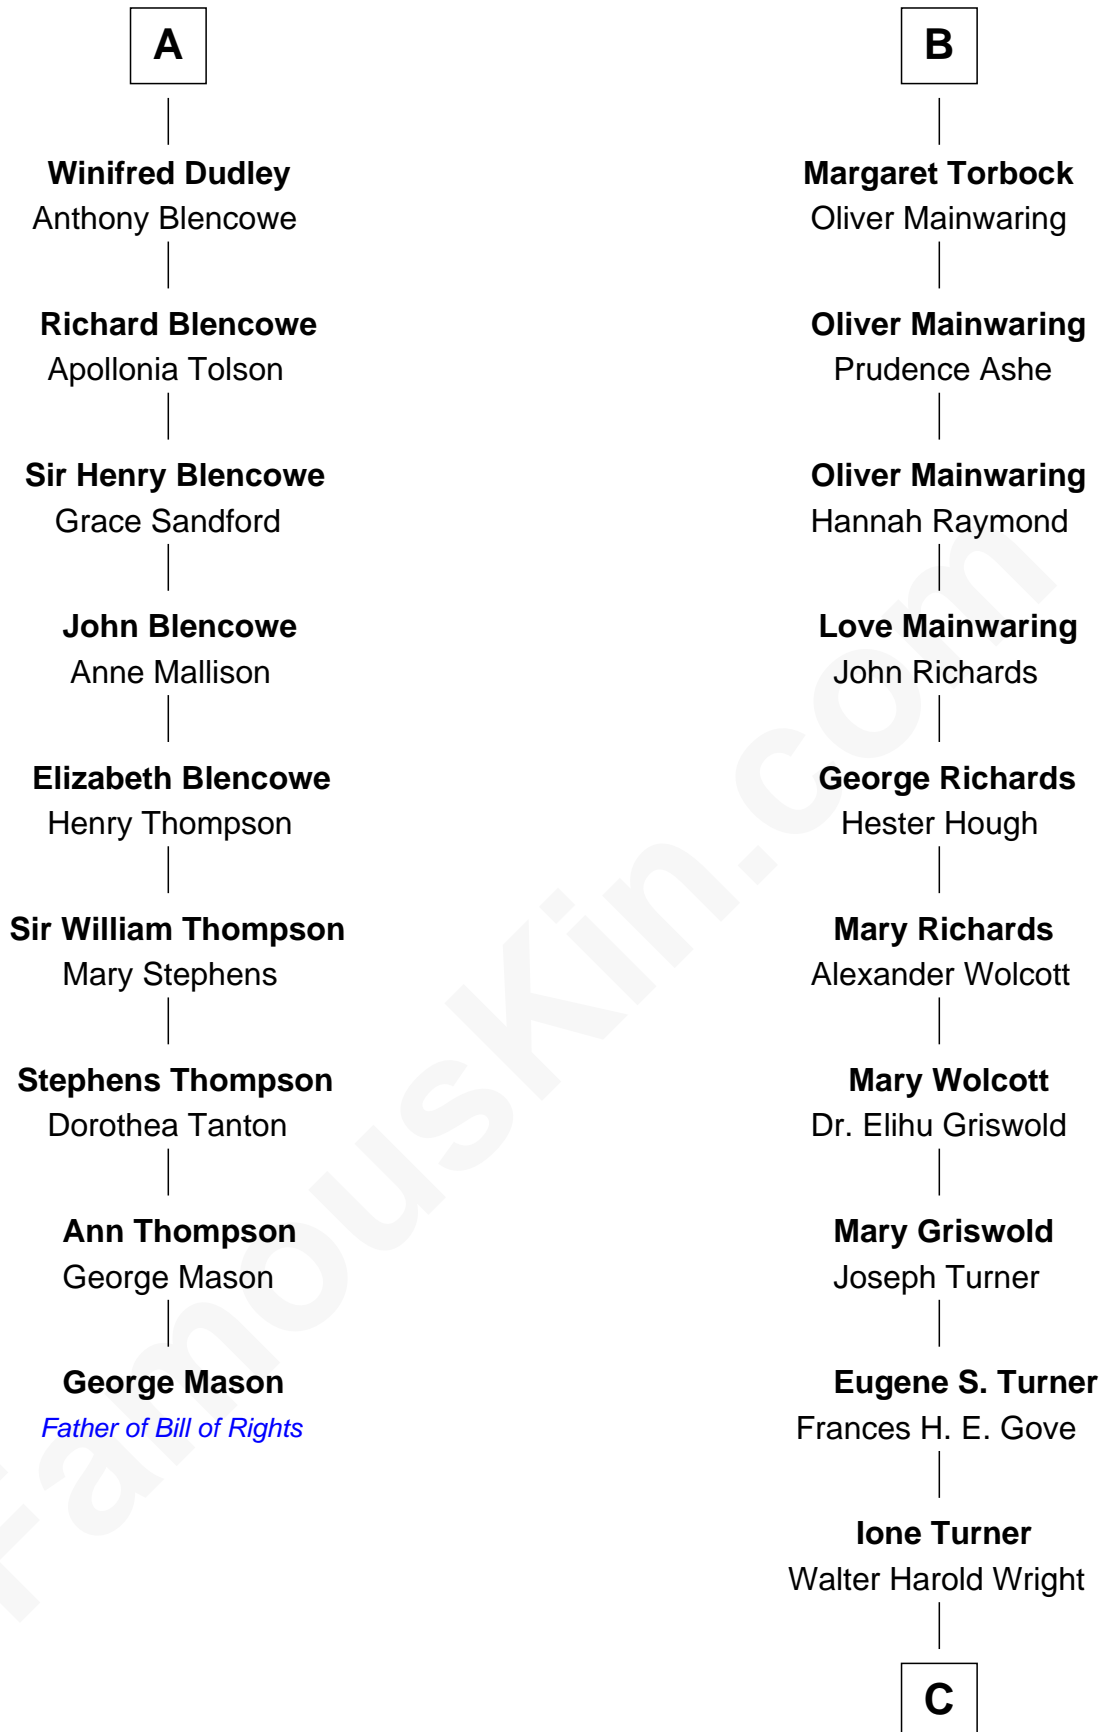 A
Winifred Dudley
Anthony Blencowe
Richard Blencowe
Apollonia Tolson
Sir Henry Blencowe
Grace Sandford
John Blencowe
Anne Mallison
Elizabeth Blencowe
Henry Thompson
Sir William Thompson
Mary Stephens
Stephens Thompson
Dorothea Tanton
Ann Thompson
George Mason
George Mason
Father of Bill of Rights
B
Margaret Torbock
Oliver Mainwaring
Oliver Mainwaring
Prudence Ashe
Oliver Mainwaring
Hannah Raymond
Love Mainwaring
John Richards
George Richards
Hester Hough
Mary Richards
Alexander Wolcott
Mary Wolcott
Dr. Elihu Griswold
Mary Griswold
Joseph Turner
Eugene S. Turner
Frances H. E. Gove
Ione Turner
Walter Harold Wright
C
FamousKin.com